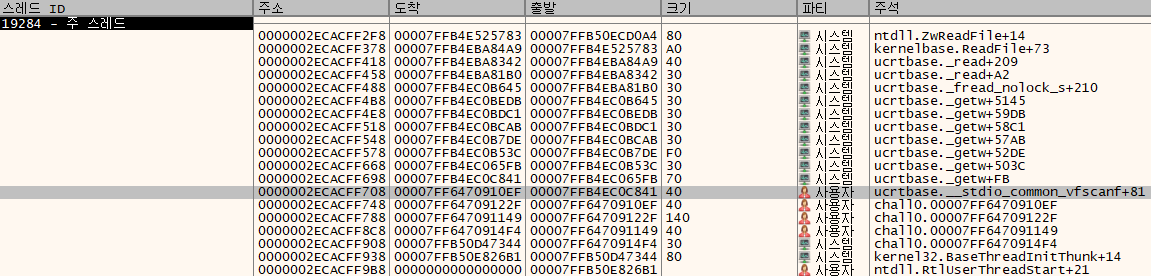 스레드 ID 주소 도착 출발 크기 파티 주석
19284 - 주 스레드
0000002ECACFF2F8 00007FFB4E525783 00007FFB50ECD0A4 80 시스템 ntdll.ZwReadFile+14
0000002ECACFF378 00007FFB4EBA84A9 00007FFB4E525783 A0 시스템 kernelbase.ReadFile+73
0000002ECACFF418 00007FFB4EBA8342 00007FFB4EBA84A9 40 시스템 ucrtbase._read+209
0000002ECACFF458 00007FFB4EBA81B0 00007FFB4EBA8342 30 시스템 ucrtbase._read+A2
0000002ECACFF488 00007FFB4EC0B645 00007FFB4EBA81B0 30 시스템 ucrtbase._fread_nolock_s+210
0000002ECACFF4B8 00007FFB4EC0BEDB 00007FFB4EC0B645 30 시스템 ucrtbase._getw+5145
0000002ECACFF4E8 00007FFB4EC0BDC1 00007FFB4EC0BEDB 30 시스템 ucrtbase._getw+59DB
0000002ECACFF518 00007FFB4EC0BCAB 00007FFB4EC0BDC1 30 시스템 ucrtbase._getw+58C1
0000002ECACFF548 00007FFB4EC0B7DE 00007FFB4EC0BCAB 30 시스템 ucrtbase._getw+57AB
0000002ECACFF578 00007FFB4EC0B53C 00007FFB4EC0B7DE F0 시스템 ucrtbase._getw+52DE
0000002ECACFF668 00007FFB4EC065FB 00007FFB4EC0B53C 30 시스템 ucrtbase._getw+503C
0000002ECACFF698 00007FFB4EC0C841 00007FFB4EC065FB 70 시스템 ucrtbase._getw+FB
0000002ECACFF708 00007FF6470910EF 00007FFB4EC0C841 40 사용자 ucrtbase.__stdio_common_vfscanf+81
0000002ECACFF748 00007FF64709122F 00007FF6470910EF 40 사용자 chall0.00007FF6470910EF
0000002ECACFF788 00007FF647091149 00007FF64709122F 140 사용자 chall0.00007FF64709122F
0000002ECACFF8C8 00007FF6470914F4 00007FF647091149 40 사용자 chall0.00007FF647091149
0000002ECACFF908 00007FFB50D47344 00007FF6470914F4 30 시스템 chall0.00007FF6470914F4
0000002ECACFF938 00007FFB50E826B1 00007FFB50D47344 80 시스템 kernel32.BaseThreadInitThunk+14
0000002ECACFF9B8 0000000000000000 00007FFB50E826B1 사용자 ntdll.RtlUserThreadStart+21